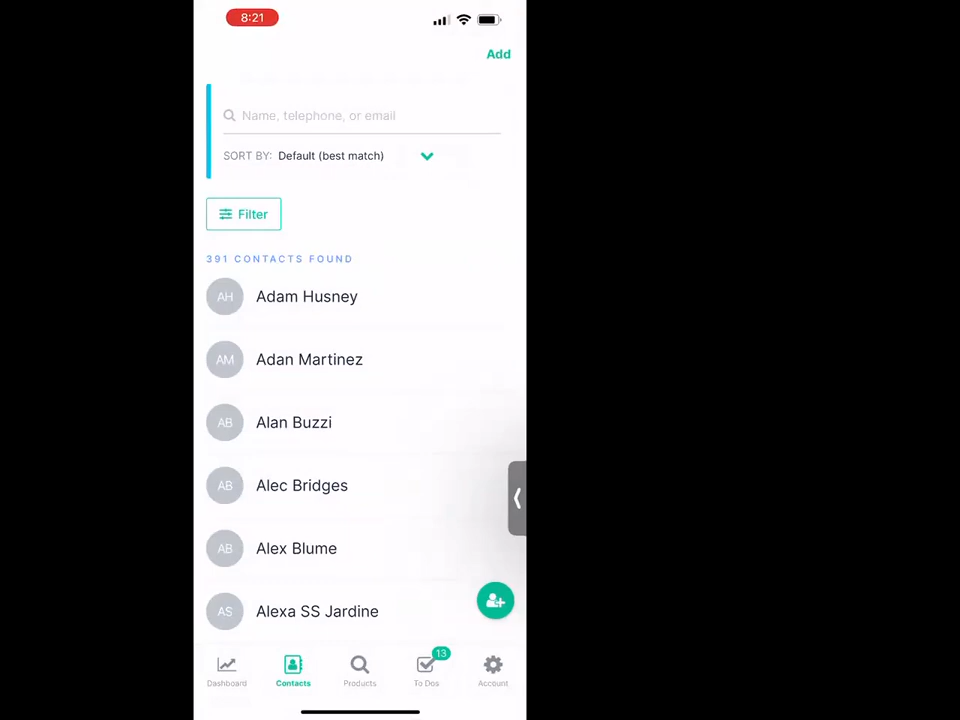 8:21
Add
Name, telephone, or email
SORT BY: Default (best match)
Filter
391 CONTACTS FOUND
AH Adam Husney
AM Adan Martinez
AB Alan Buzzi
AB Alec Bridges
AB Alex Blume
AS Alexa SS Jardine
13
Dashboard Contacts Products To Dos Account